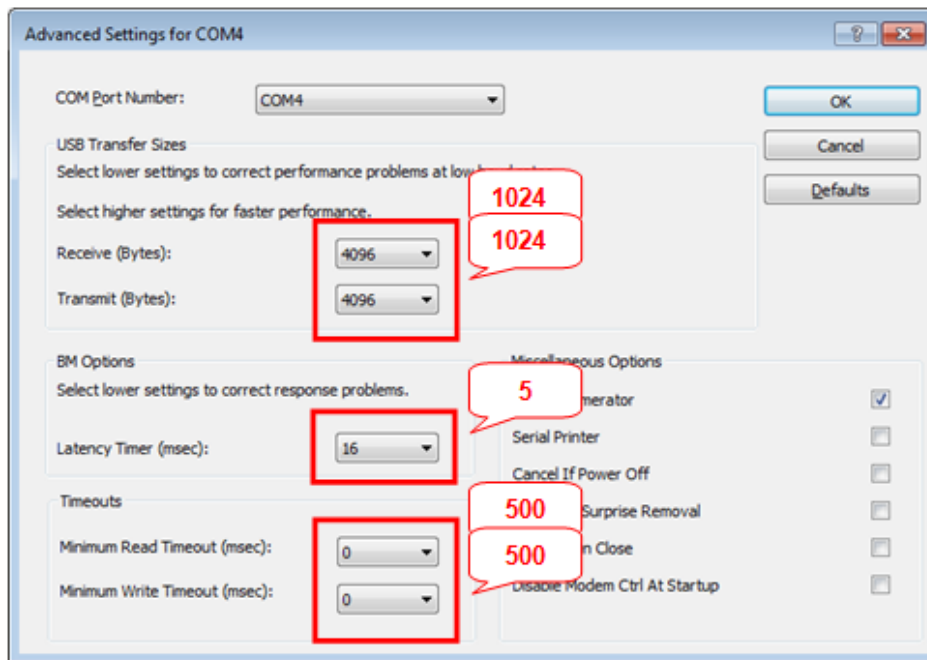 Advanced Settings for COM4
COM Port Number:
COM4
OK
USB Transfer Sizes
Cancel
Select lower settings to correct performance problems at low
Defaults
1024
Select higher settings for faster performance.
1024
Receive (Bytes):
4096
Transmit (Bytes):
4096
BM Options
Miscellaneous Options
Select lower settings to correct response problems.
5
Serial Printer
Latency Timer (msec):
16
Cancel If Power Off
Timeouts
500
Surprise Removal
Minimum Read Timeout (msec):
0
500
Close
Minimum Write Timeout (msec):
0
Disable Modem Ctrl At Startup